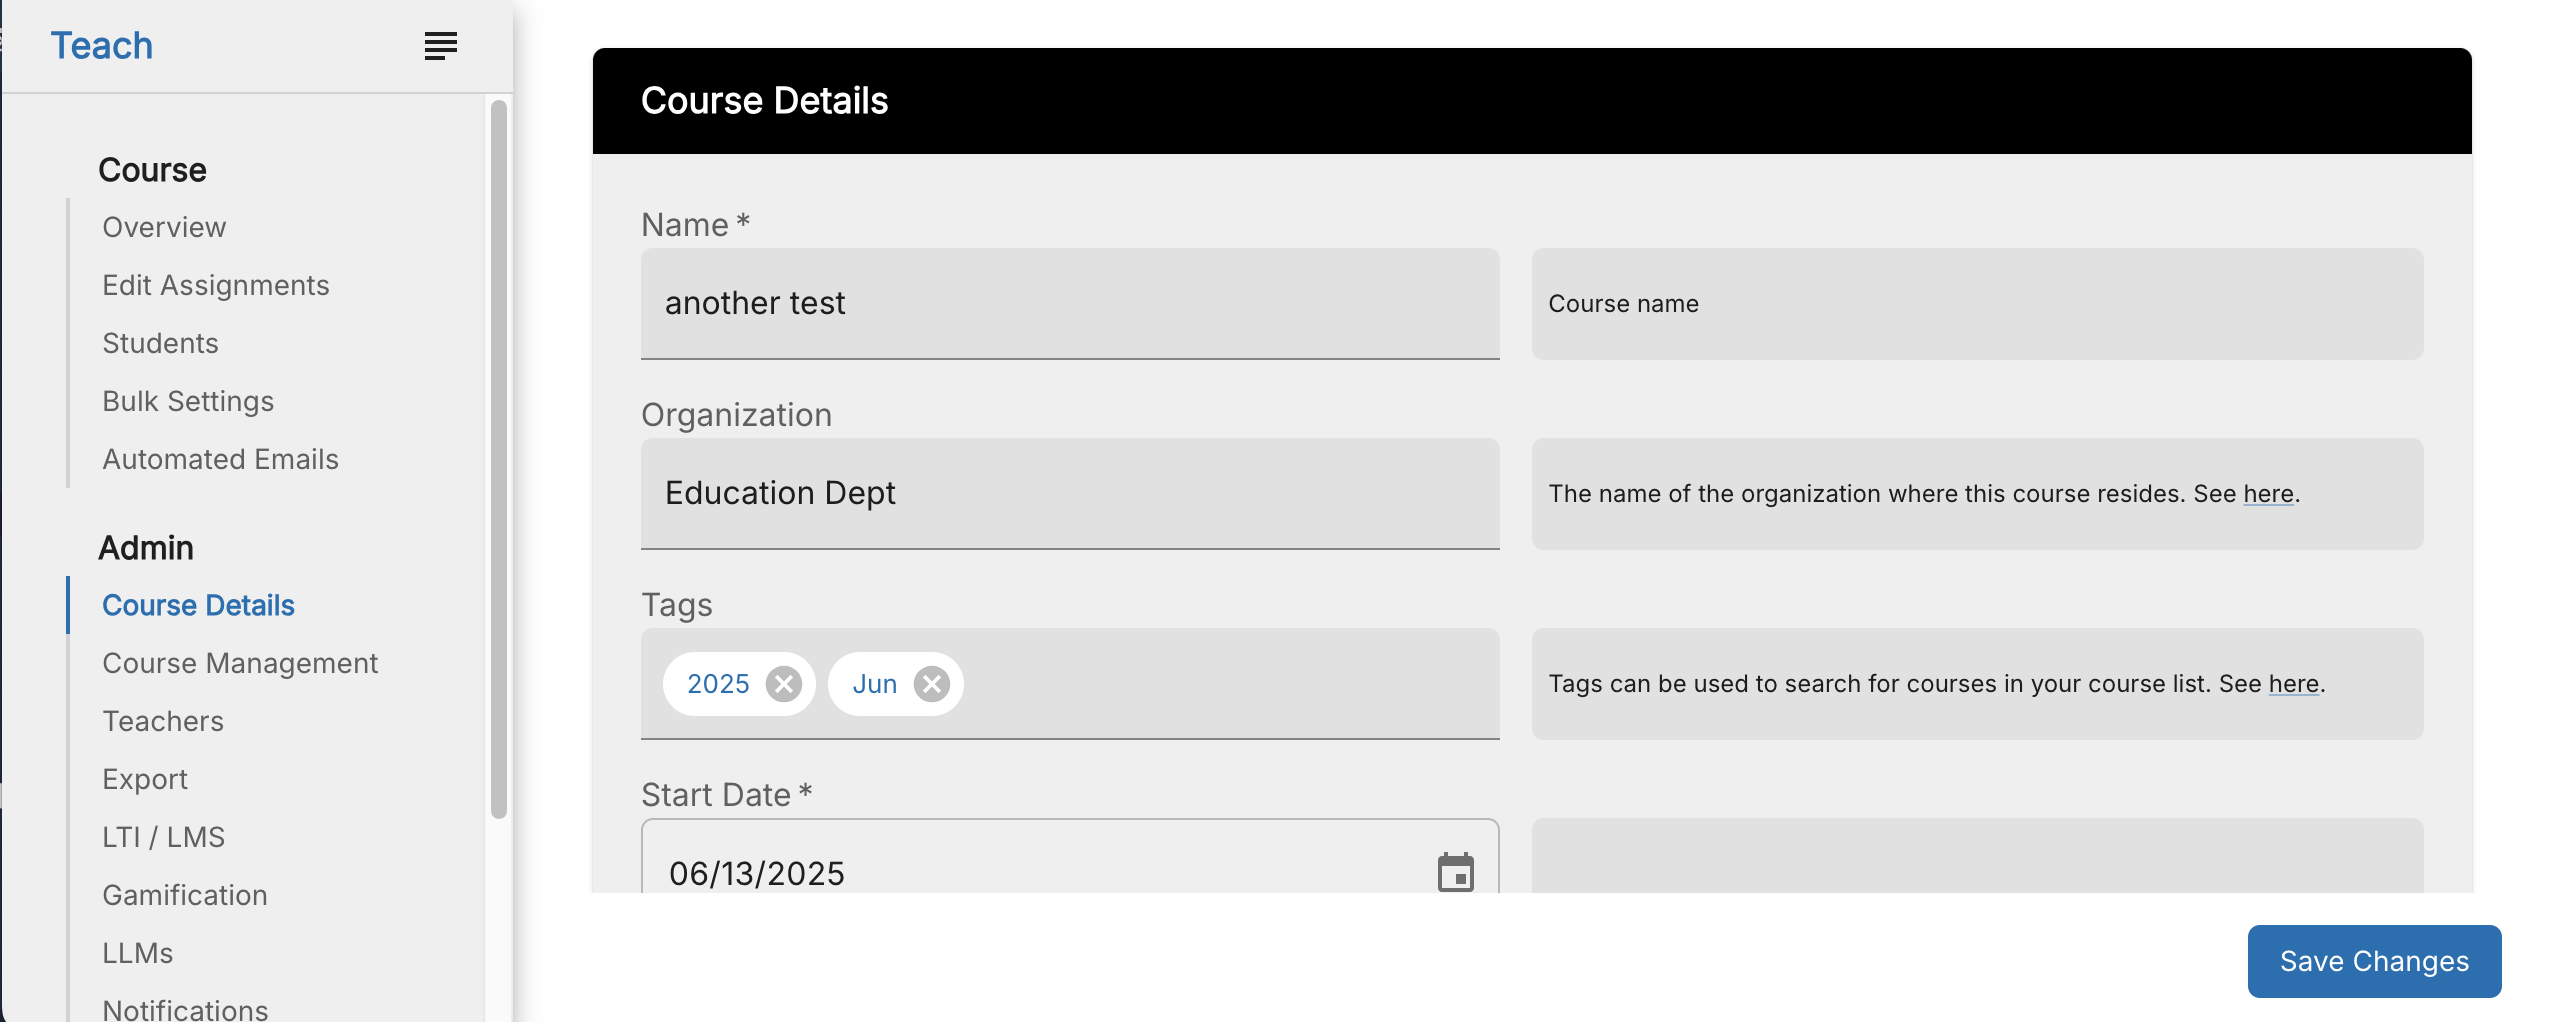 Teach
Course
Overview
Edit Assignments
Students
Bulk Settings
Automated Emails
Admin
Course Details
Course Management
Teachers
Export
LTI / LMS
Gamification
LLMs
Notifications
Course Details
Name *
another test
Course name
Organization
Education Dept
The name of the organization where this course resides. See here.
Tags
2025
Jun
Tags can be used to search for courses in your course list. See here.
Start Date *
06/13/2025
Save Changes